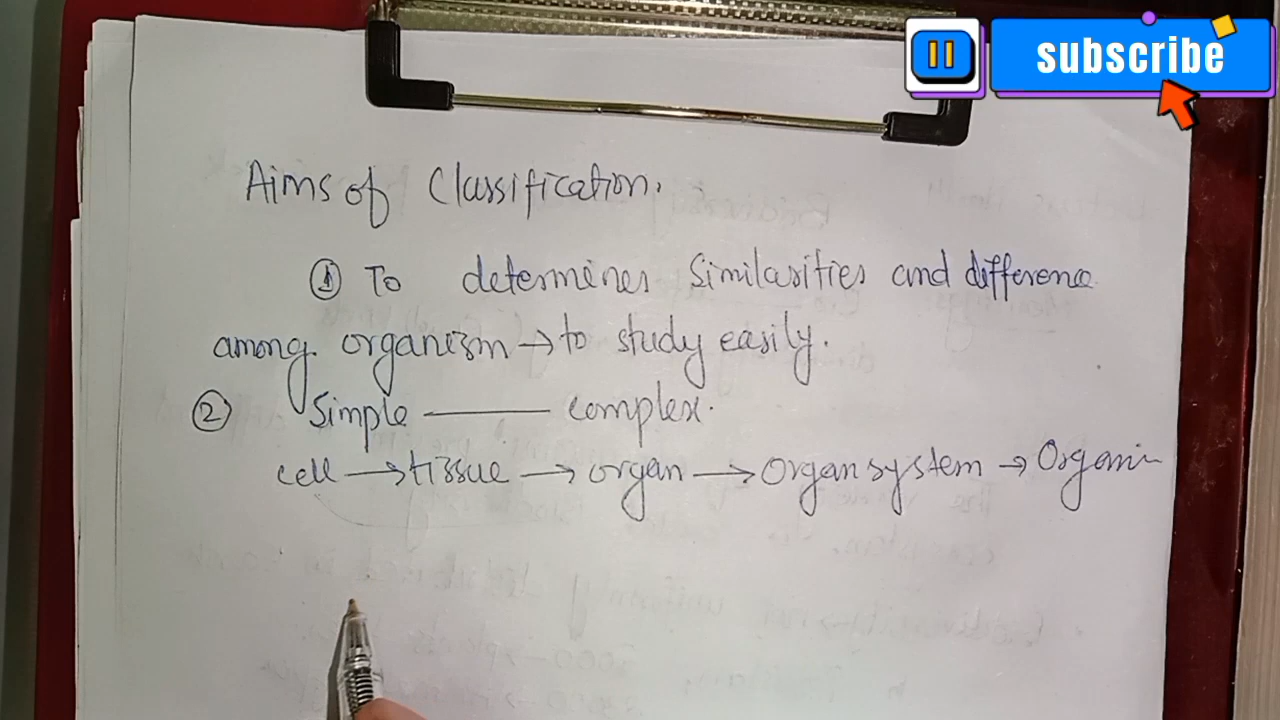 subscribe
Aims of Classification.
① To determines Similarities and difference
among organism → to study easily.
② Simple —— complex.
cell → tissue → organ → Organ system → Organi